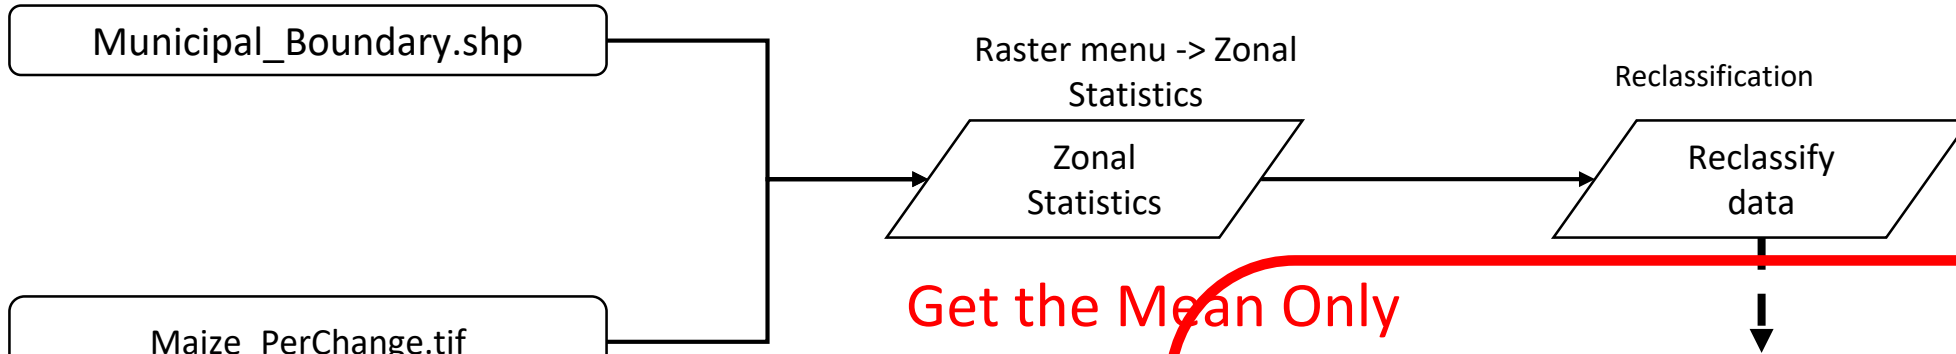 Municipal_Boundary.shp
Raster menu -> Zonal
Statistics
Reclassification
Zonal
Statistics
Reclassify
data
Get the Mean Only
Maize_PerChange.tif